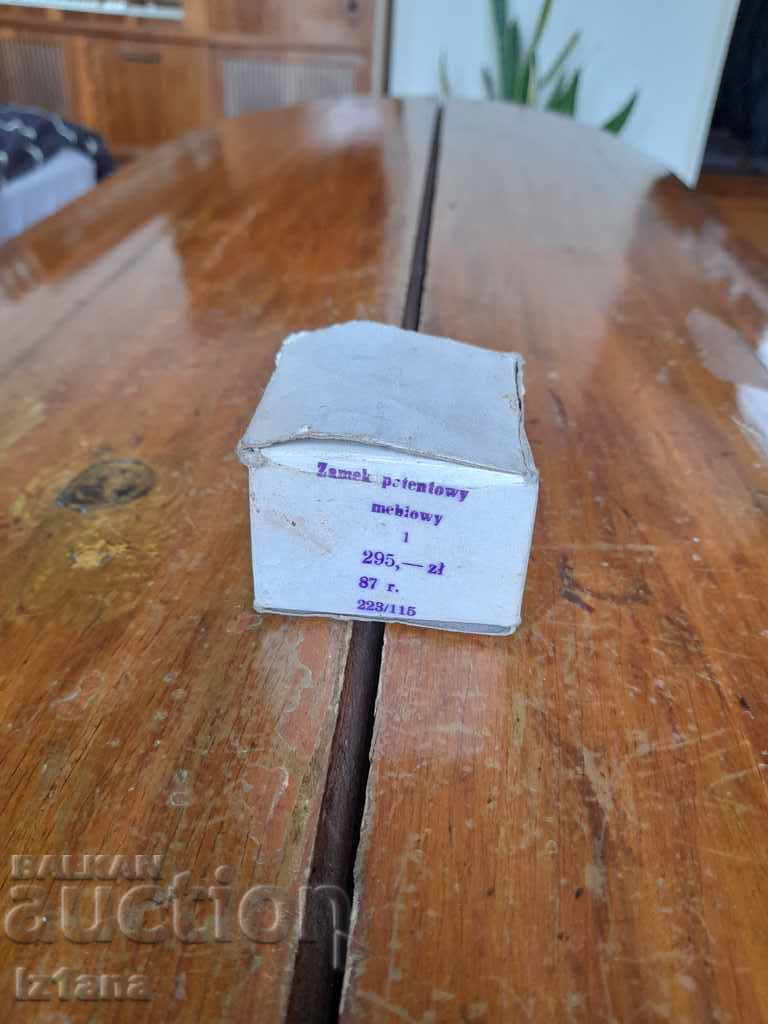 Zamek patentowy
meblowy
1
295,— zł
87 r.
223/115
BALKAN
auction
Iz1ana